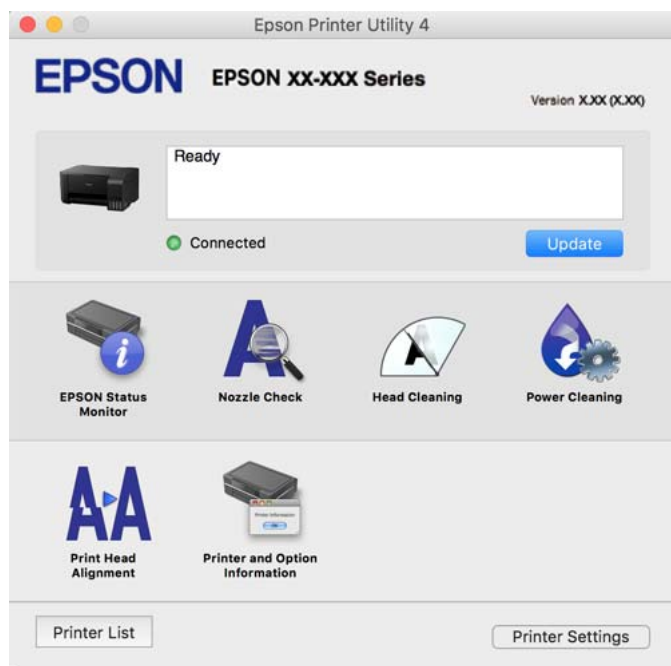 Epson Printer Utility 4
EPSON
EPSON XX-XXX Series
Version X.XX (X.XX)
Ready
Connected
Update
EPSON Status
Monitor
Nozzle Check
Head Cleaning
Power Cleaning
Print Head
Alignment
Printer and Option
Information
Printer List
Printer Settings